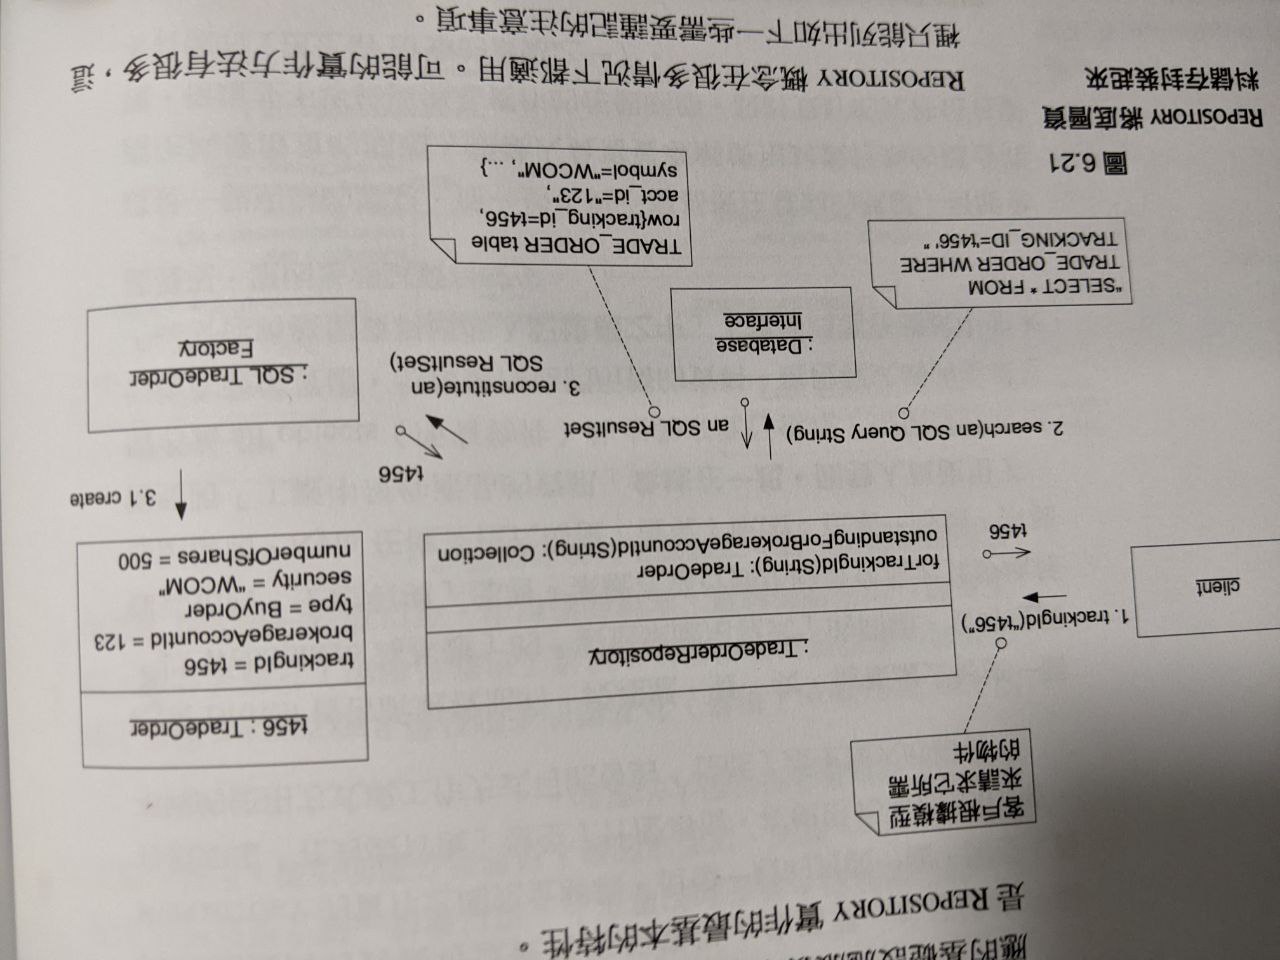 應的基礎設施服
是 REPOSITORY 實作的最基本的特性。
客戶根據模型
來請求它所需
的物件
t456 : TradeOrder
trackingId = t456
brokerageAccountId = 123
type = BuyOrder
security = “WCOM”
numberOfShares = 500
: TradeOrderRepository
forTrackingId(String): TradeOrder
outstandingForBrokerageAccountId(String): Collection
client
1. trackingId(“t456”)
t456
3.1 create
t456
2. search(an SQL Query String)
an SQL ResultSet
3. reconstitute(an
SQL ResultSet)
: SQL TradeOrder
Factory
: Database
Interface
“SELECT * FROM
TRADE_ORDER WHERE
TRACKING_ID='t456' ”
TRADE_ORDER table
row{tracking_id=t456,
acct_id="123",
symbol="WCOM", ...}
圖 6.21
REPOSITORY 將底層資
料儲存封裝起來
REPOSITORY 概念在很多情況下都適用。可能的實作方法有很多，這
裡只能列出如下一些需要謹記的注意事項。